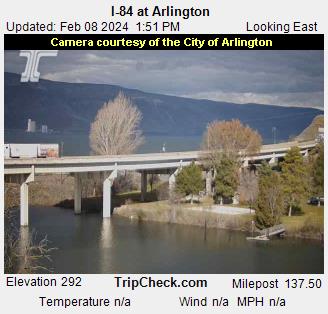 I-84 at Arlington
Updated: Feb 08 2024 1:51 PM Looking East
Camera courtesy of the City of Arlington
Elevation 292 TripCheck.com Milepost 137.50
Temperature n/a Wind n/a MPH n/a